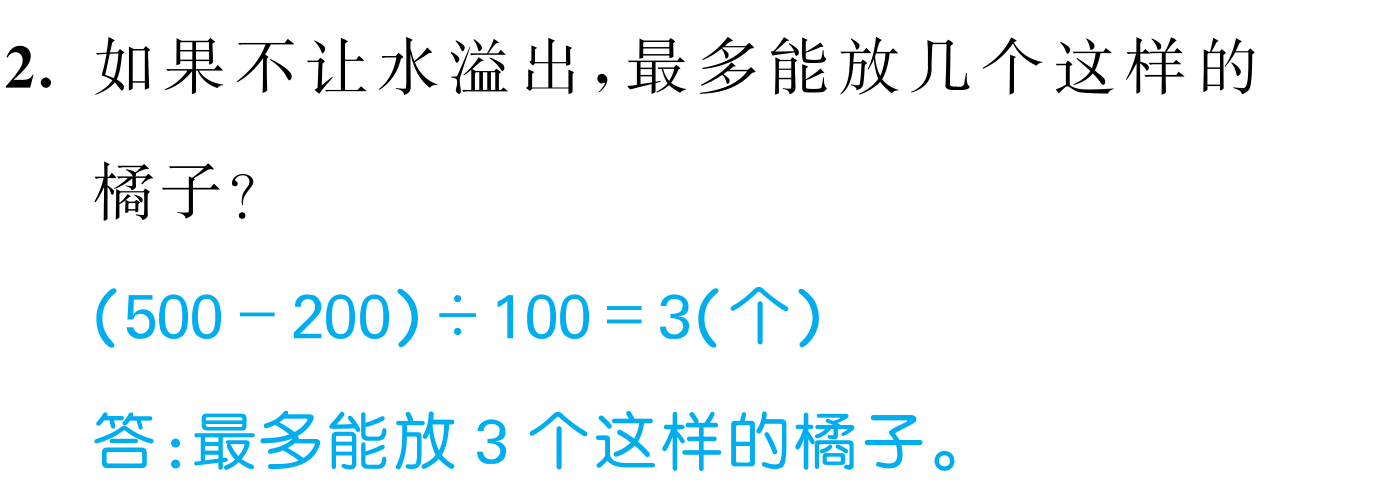 2. 如果不让水溢出,最多能放几个这样的
橘子?
(500-200)÷100=3(个)
答:最多能放3个这样的橘子。